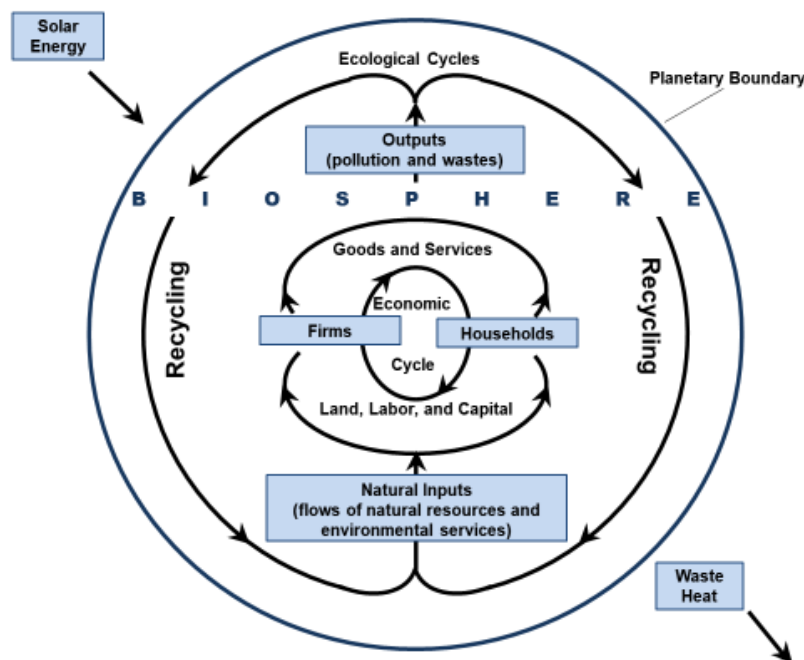 Solar
Energy
Ecological Cycles
Planetary Boundary
Outputs
(pollution and wastes)
B I O S P H E R E
Goods and Services
Recycling
Recycling
Economic
Firms
Households
Cycle
Land, Labor, and Capital
Natural Inputs
(flows of natural resources and
environmental services)
Waste
Heat